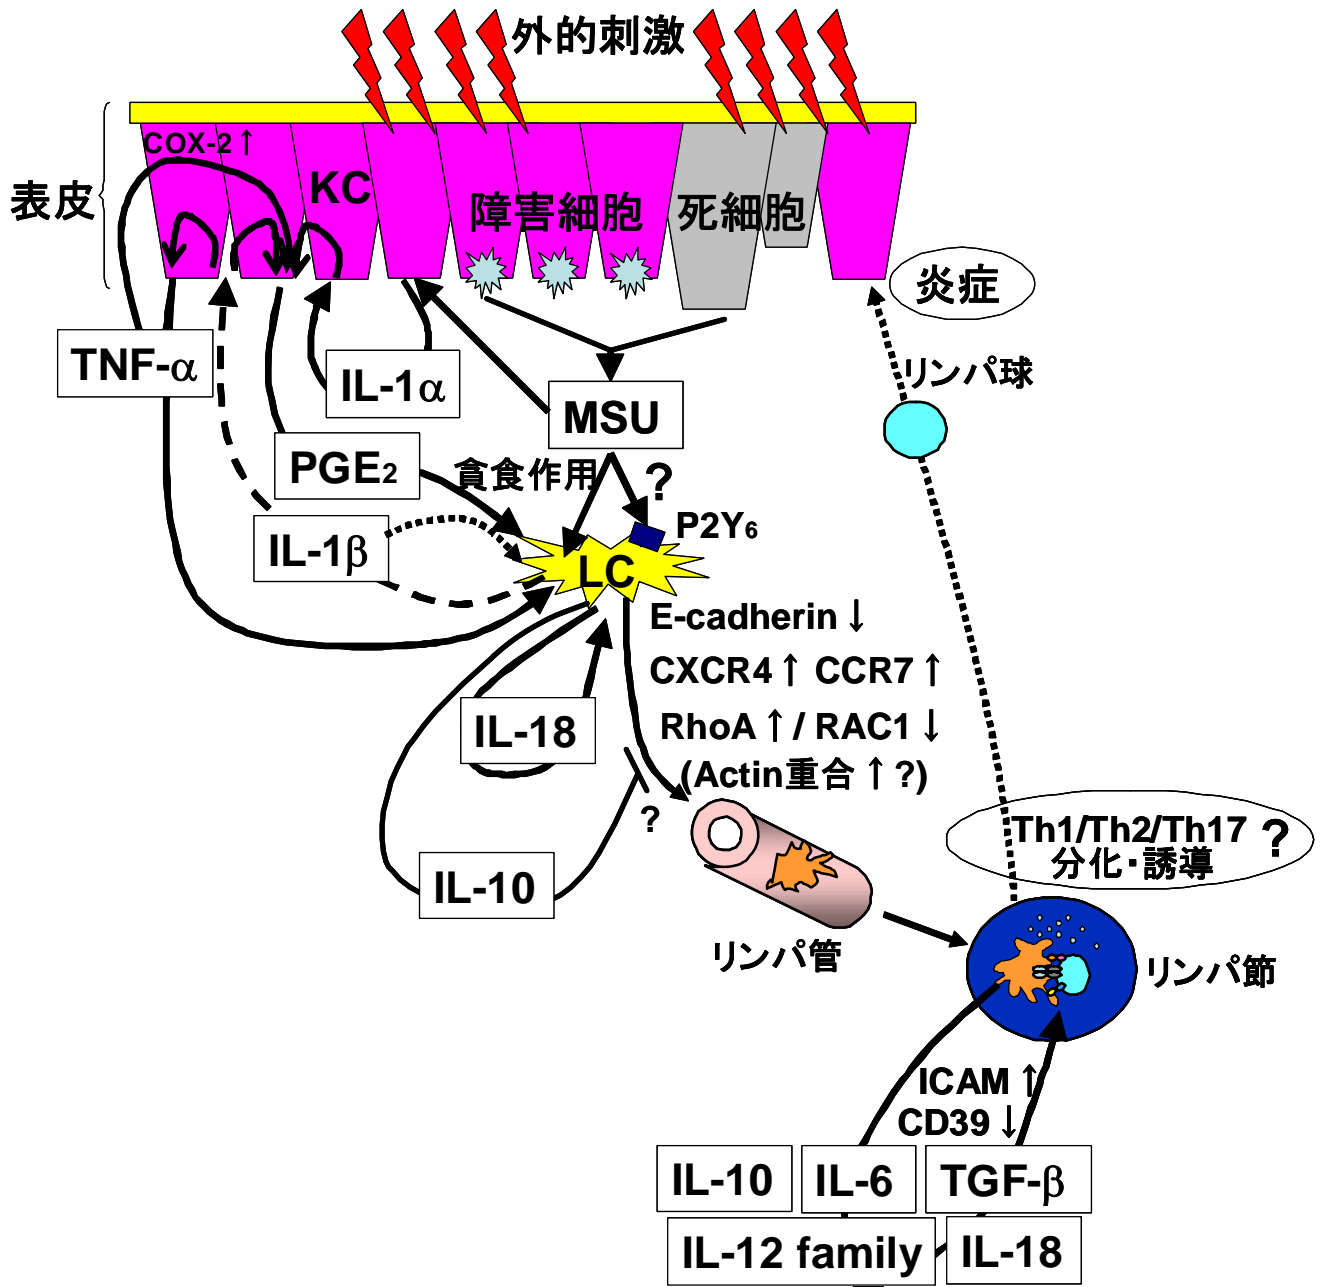 外的刺激
COX-2↑
表皮
KC
障害細胞
死細胞
炎症
TNF-α
IL-1α
MSU
リンパ球
PGE2
貪食作用
?
P2Y6
IL-1β
LC
E-cadherin↓
CXCR4↑ CCR7↑
RhoA↑/ RAC1↓
(Actin重合↑?)
IL-18
?
IL-10
Th1/Th2/Th17 ?
分化・誘導
リンパ管
リンパ節
ICAM↑
CD39↓
IL-10
IL-6
TGF-β
IL-12 family
IL-18